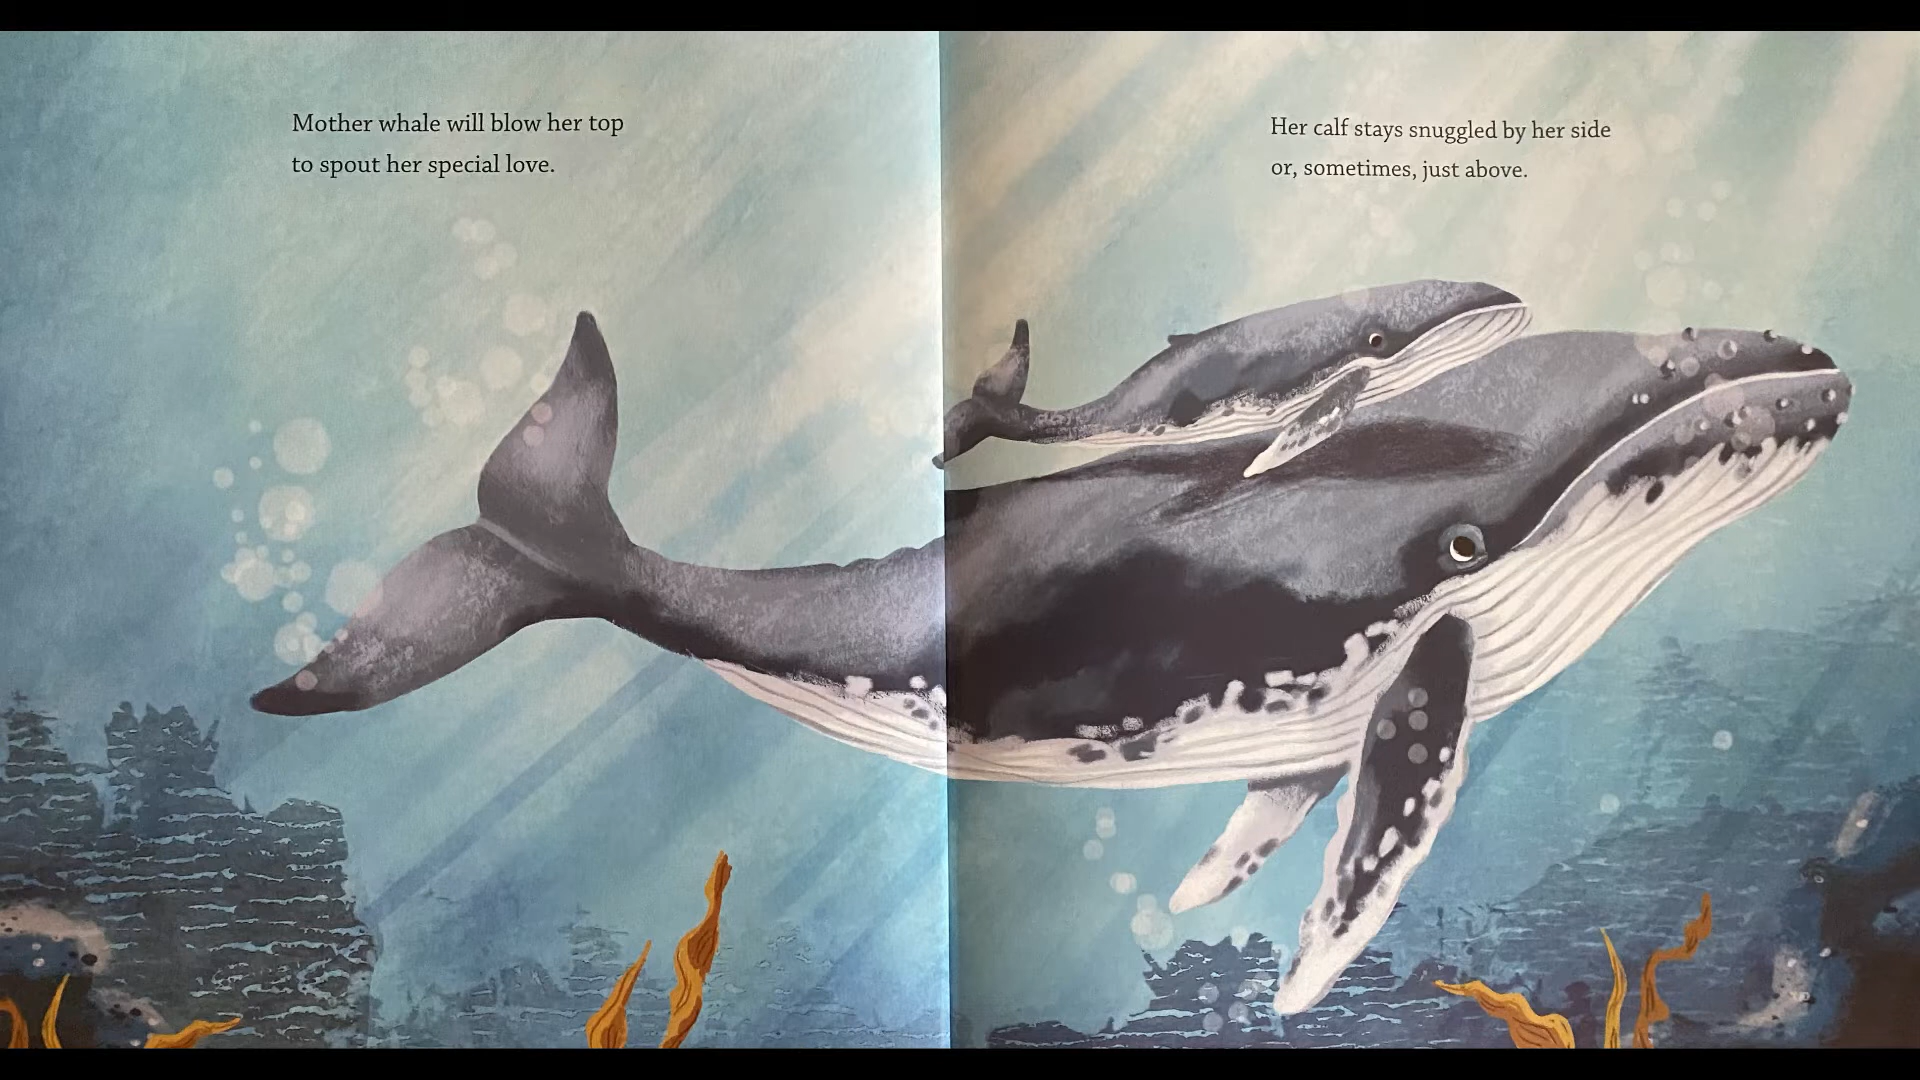 Mother whale will blow her top
to spout her special love.
Her calf stays snuggled by her side
or, sometimes, just above.